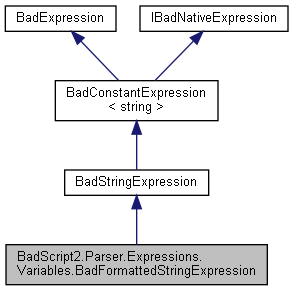 BadExpression
IBadNativeExpression
BadConstantExpression
< string >
BadStringExpression
BadScript2.Parser.Expressions.
Variables.BadFormattedStringExpression